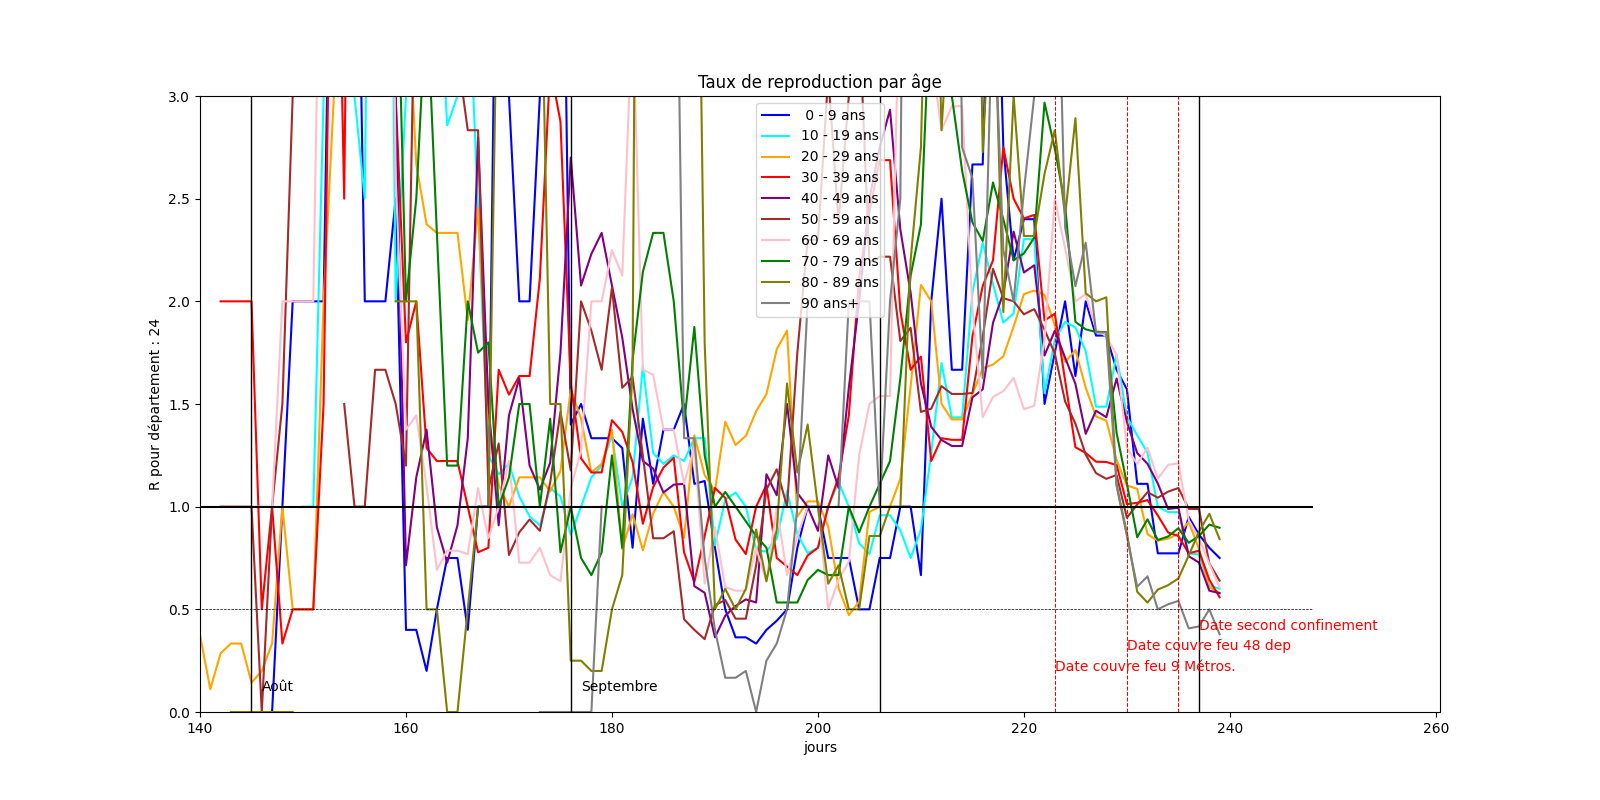 Taux de reproduction par âge
3.0
2.5
2.0
1.5
1.0
0.5
0.0
R pour département : 24
0 - 9 ans
10 - 19 ans
20 - 29 ans
30 - 39 ans
40 - 49 ans
50 - 59 ans
60 - 69 ans
70 - 79 ans
80 - 89 ans
90 ans+
Date second confinement
Date couvre feu 48 dep
Date couvre feu 9 Métros.
Août
Septembre
140 160 180 200 220 240 260
jours